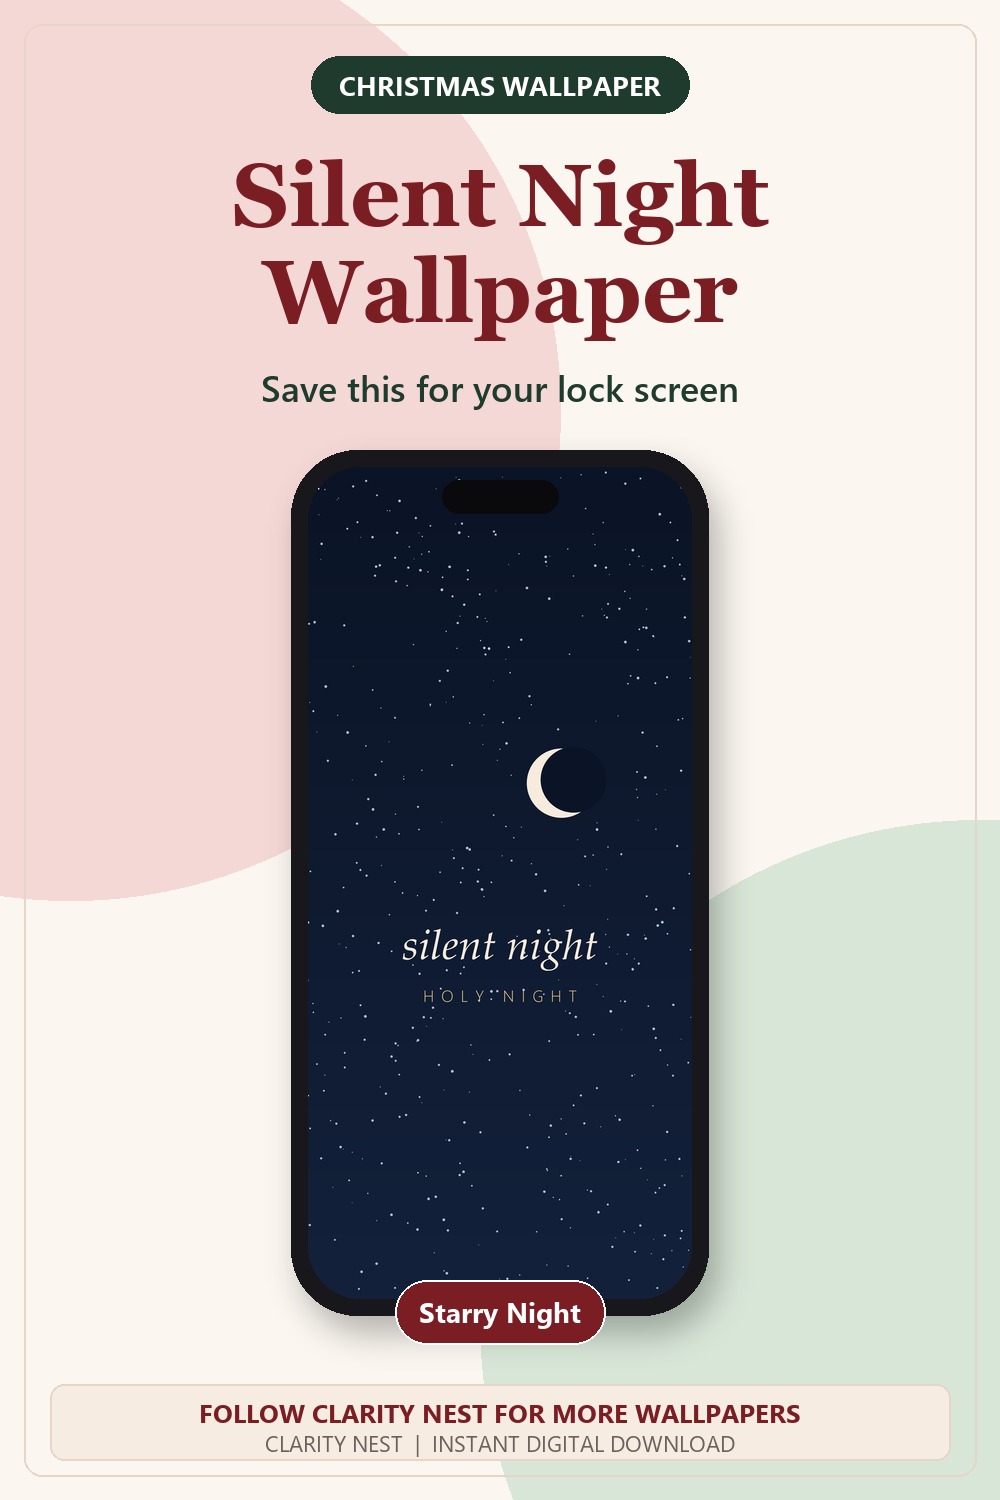 CHRISTMAS WALLPAPER
Silent Night
Wallpaper
Save this for your lock screen
silent night
HOLY NIGHT
Starry Night
FOLLOW CLARITY NEST FOR MORE WALLPAPERS
CLARITY NEST | INSTANT DIGITAL DOWNLOAD